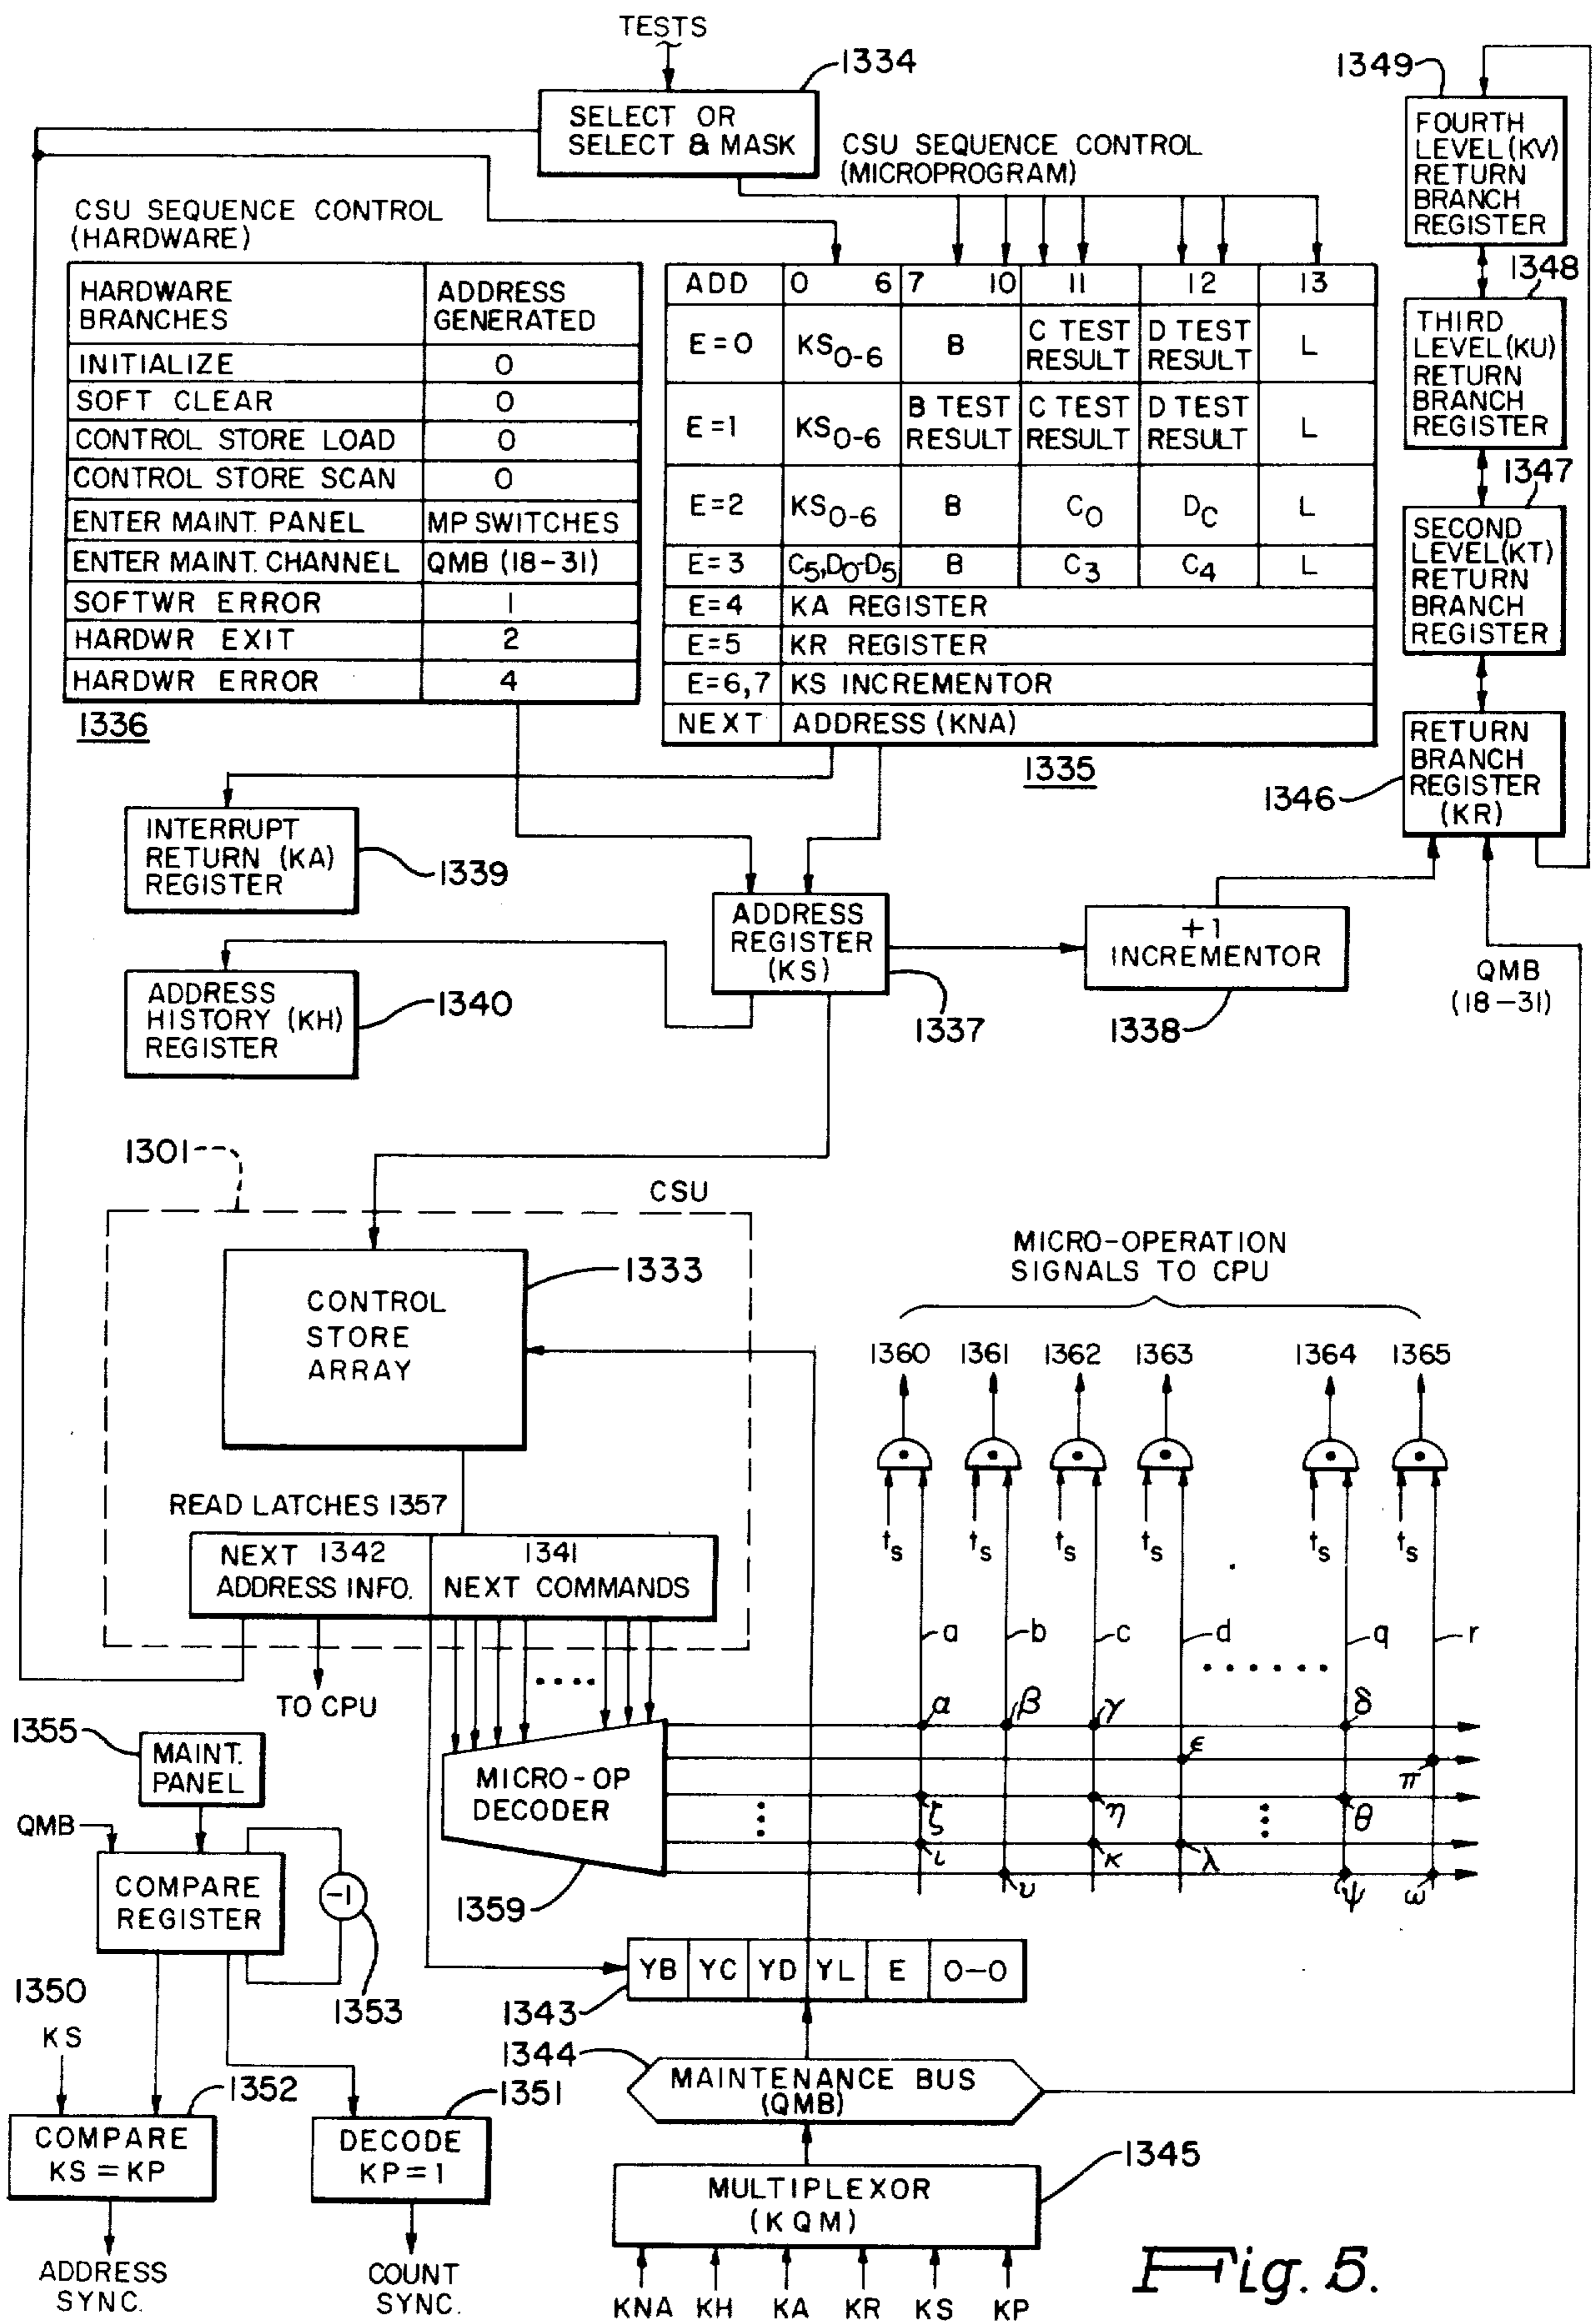 TESTS
1334
SELECT OR
SELECT & MASK
CSU SEQUENCE CONTROL
(MICROPROGRAM)
1349
FOURTH
LEVEL (KV)
RETURN
BRANCH
REGISTER
1348
THIRD
LEVEL (KU)
RETURN
BRANCH
REGISTER
1347
SECOND
LEVEL (KT)
RETURN
BRANCH
REGISTER
RETURN
BRANCH
REGISTER
(KR)
1346
CSU SEQUENCE CONTROL
(HARDWARE)
HARDWARE BRANCHES ADDRESS GENERATED
INITIALIZE 0
SOFT CLEAR 0
CONTROL STORE LOAD 0
CONTROL STORE SCAN 0
ENTER MAINT. PANEL MP SWITCHES
ENTER MAINT. CHANNEL QMB (18-31)
SOFTWR ERROR 1
HARDWR EXIT 2
HARDWR ERROR 4
1336
ADD 0 6 7 10 11 12 13
E=0 KS0-6 B C TEST RESULT D TEST RESULT L
E=1 KS0-6 B TEST RESULT C TEST RESULT D TEST RESULT L
E=2 KS0-6 B C0 DC L
E=3 C5,D0-D5 B C3 C4 L
E=4 KA REGISTER
E=5 KR REGISTER
E=6,7 KS INCREMENTOR
NEXT ADDRESS (KNA)
1335
INTERRUPT
RETURN (KA)
REGISTER
1339
ADDRESS
HISTORY (KH)
REGISTER
1340
ADDRESS
REGISTER
(KS)
1337
+1
INCREMENTOR
1338
QMB
(18-31)
1301
CSU
CONTROL
STORE
ARRAY
1333
READ LATCHES 1357
NEXT 1342
ADDRESS INFO.
1341
NEXT COMMANDS
TO CPU
MICRO-OPERATION
SIGNALS TO CPU
1360 1361 1362 1363 1364 1365
ts ts ts ts ts ts
a b c d q r
α β γ δ
ε π
ζ η θ
ι κ λ
υ ψ ω
MICRO-OP
DECODER
1359
1355
MAINT.
PANEL
QMB
COMPARE
REGISTER
-1
1353
1350
KS
1352
COMPARE
KS=KP
ADDRESS
SYNC.
1351
DECODE
KP=1
COUNT
SYNC.
YB YC YD YL E 0-0
1343
1344
MAINTENANCE BUS
(QMB)
1345
MULTIPLEXOR
(KQM)
KNA KH KA KR KS KP
Fig. 5.